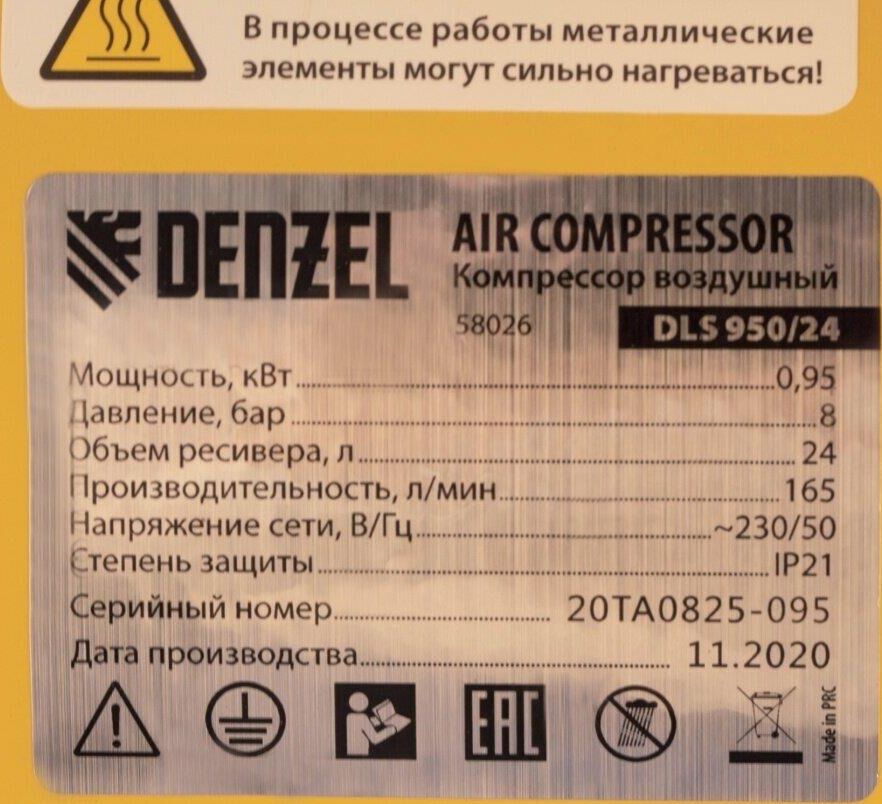 В процессе работы металлические
элементы могут сильно нагреваться!
DENZEL
AIR COMPRESSOR
Компрессор воздушный
58026 DLS 950/24
Мощность, кВт 0,95
Давление, бар 8
Объем ресивера, л 24
Производительность, л/мин 165
Напряжение сети, В/Гц ~230/50
Степень защиты IP21
Серийный номер 20TA0825-095
Дата производства 11.2020
EAC
Made in PRC